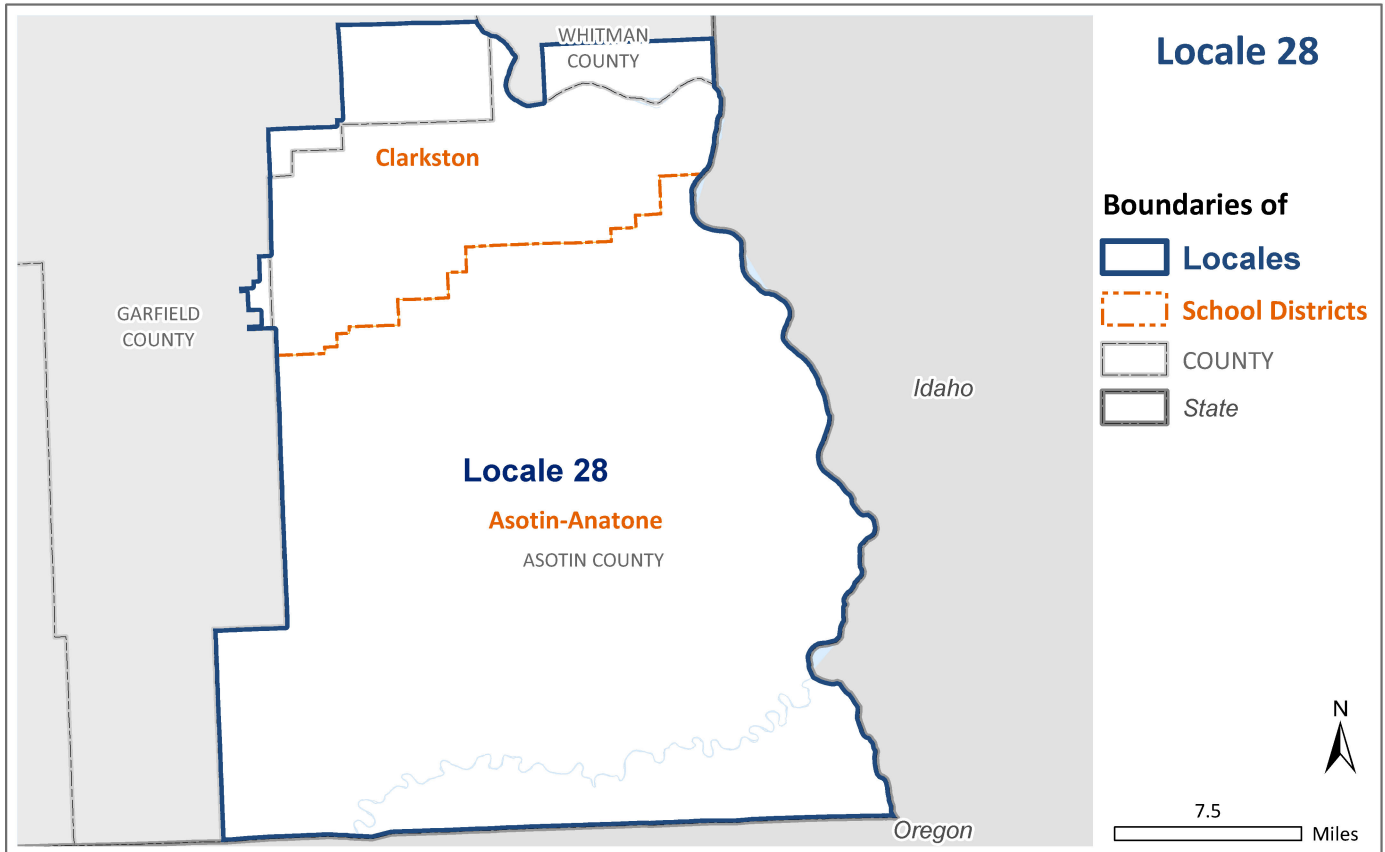 WHITMAN
COUNTY
Locale 28
Clarkston
Boundaries of
Locales
School Districts
COUNTY
State
GARFIELD
COUNTY
Idaho
Locale 28
Asotin-Anatone
ASOTIN COUNTY
N
7.5
Miles
Oregon